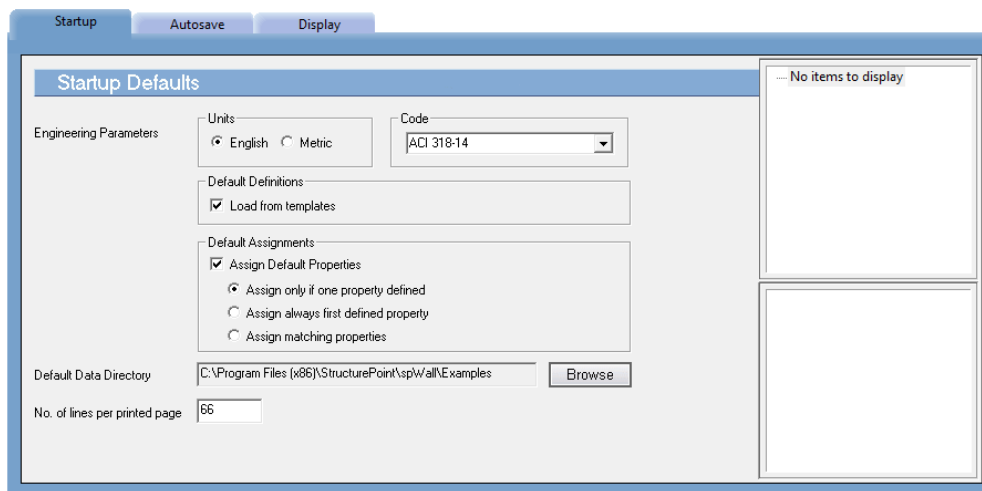 Startup
Autosave
Display
Startup Defaults
No items to display
Engineering Parameters
Units
English
Metric
Code
ACI 318-14
Default Definitions
Load from templates
Default Assignments
Assign Default Properties
Assign only if one property defined
Assign always first defined property
Assign matching properties
Default Data Directory
C:\Program Files (x86)\StructurePoint\spWall\Examples
Browse
No. of lines per printed page
66